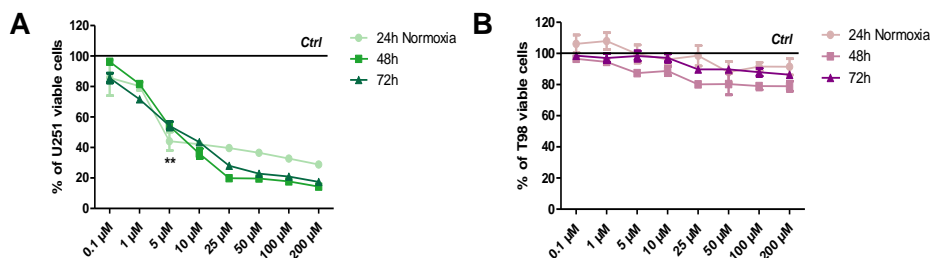 A
% of U251 viable cells
120
100
80
60
40
20
0
Ctrl
**
0.1 µM
1 µM
5 µM
10 µM
25 µM
50 µM
100 µM
200 µM
24h Normoxia
48h
72h
B
% of T98 viable cells
120
100
80
60
40
20
0
Ctrl
0.1 µM
1 µM
5 µM
10 µM
25 µM
50 µM
100 µM
200 µM
24h Normoxia
48h
72h